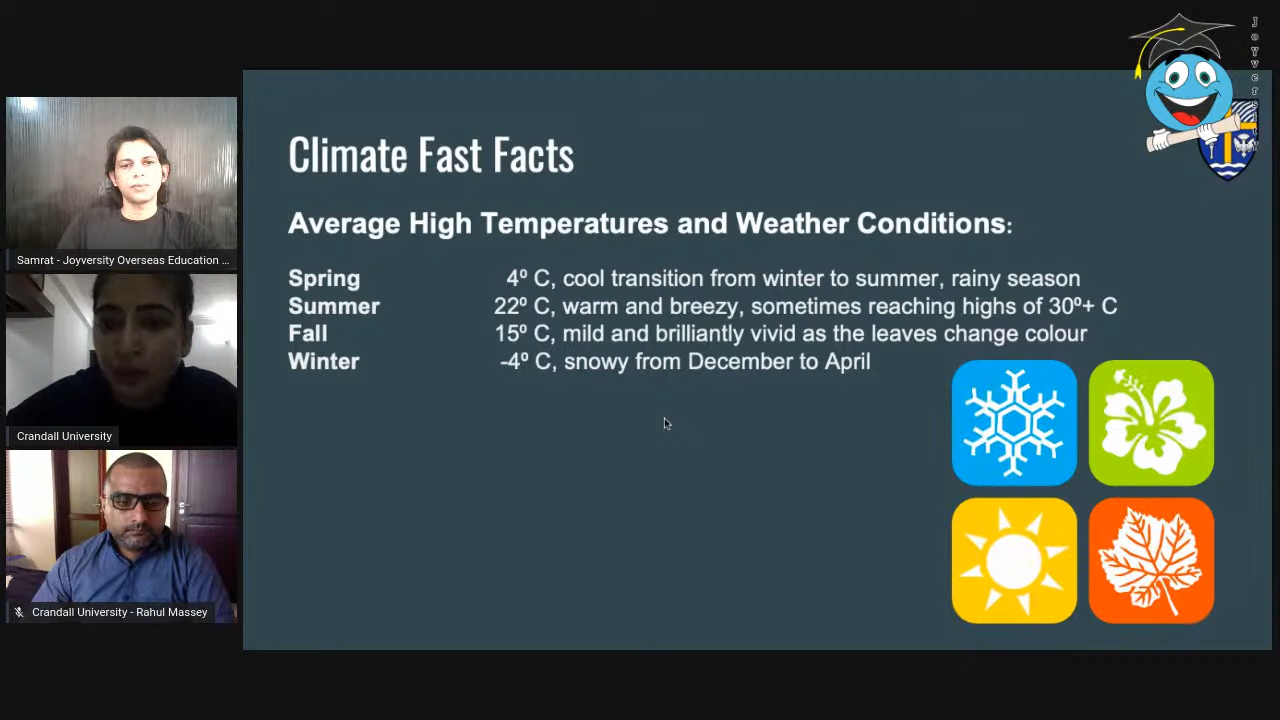 Joyversity
Climate Fast Facts
Average High Temperatures and Weather Conditions:
Spring 4º C, cool transition from winter to summer, rainy season
Summer 22º C, warm and breezy, sometimes reaching highs of 30º+ C
Fall 15º C, mild and brilliantly vivid as the leaves change colour
Winter -4º C, snowy from December to April
Samrat - Joyversity Overseas Education ...
Crandall University
Crandall University - Rahul Massey